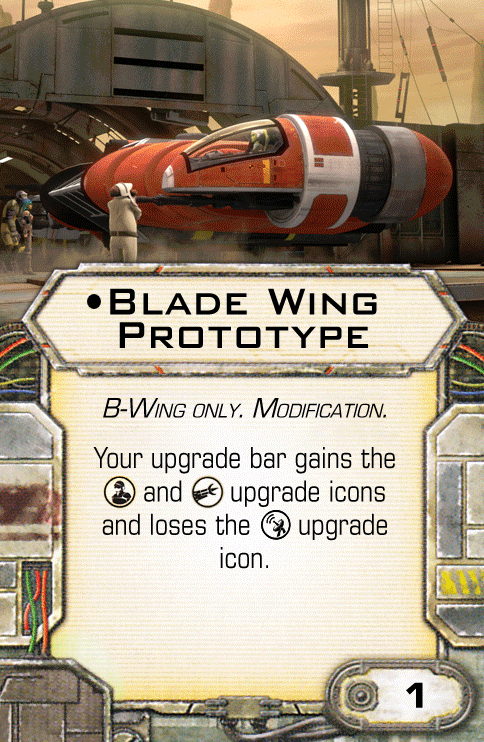 •Blade Wing
Prototype
B-Wing only. Modification.
Your upgrade bar gains the
and upgrade icons
and loses the upgrade
icon.
1